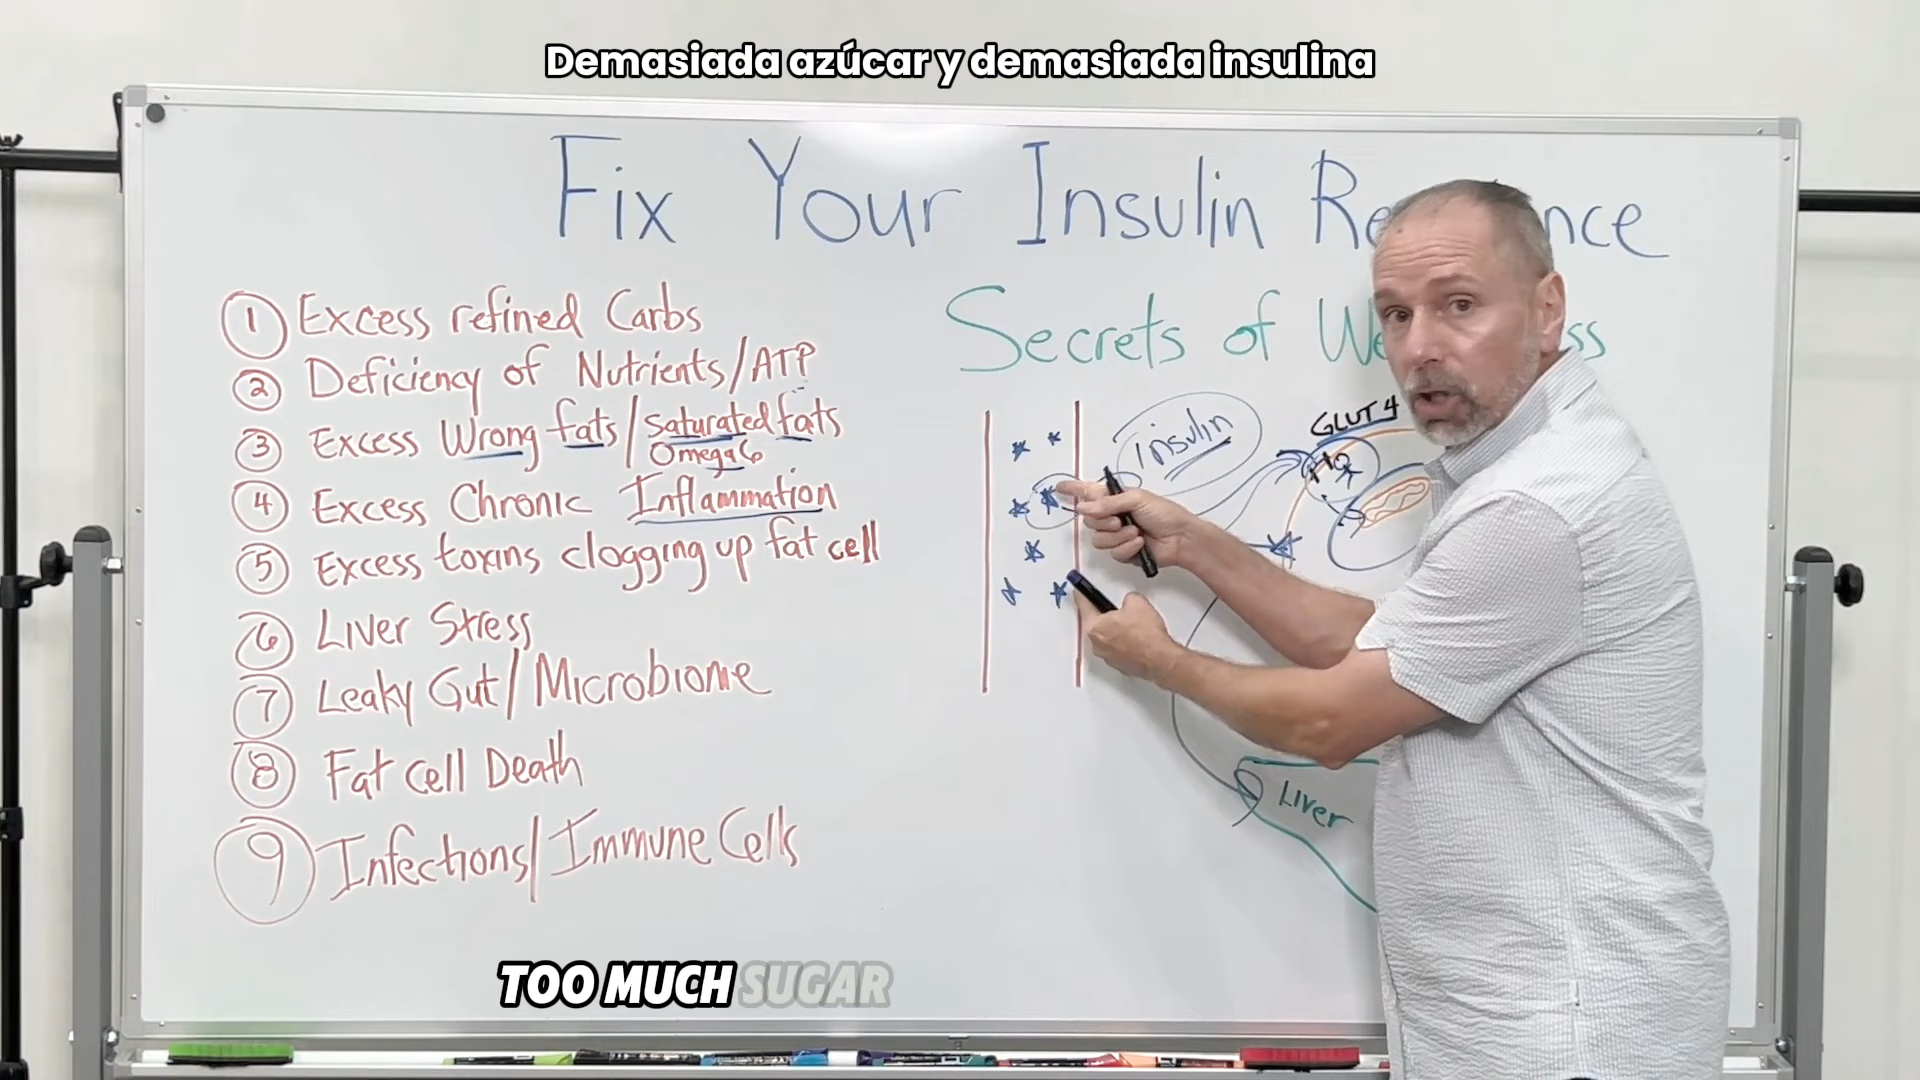 Demasiada azúcar y demasiada insulina
Fix Your Insulin Re nce
Secrets of We ss
1 Excess refined Carbs
2 Deficiency of Nutrients/ATP
3 Excess Wrong fats/Saturated fats
Omega 6
4 Excess Chronic Inflammation
5 Excess toxins clogging up fat cell
6 Liver Stress
7 Leaky Gut/Microbiome
8 Fat cell Death
9 Infections/Immune Cells
insulin
GLUT 4
Liver
TOO MUCH SUGAR